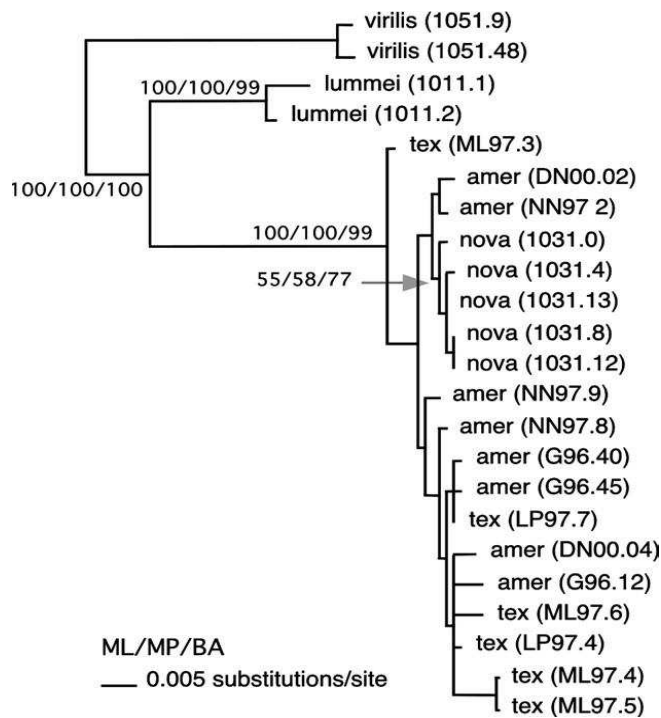 virilis (1051.9)
virilis (1051.48)
100/100/99
lummei (1011.1)
lummei (1011.2)
tex (ML97.3)
amer (DN00.02)
100/100/100
amer (NN97 2)
100/100/99
nova (1031.0)
55/58/77
nova (1031.4)
nova (1031.13)
nova (1031.8)
nova (1031.12)
amer (NN97.9)
amer (NN97.8)
amer (G96.40)
amer (G96.45)
tex (LP97.7)
amer (DN00.04)
amer (G96.12)
tex (ML97.6)
ML/MP/BA
tex (LP97.4)
0.005 substitutions/site
tex (ML97.4)
tex (ML97.5)